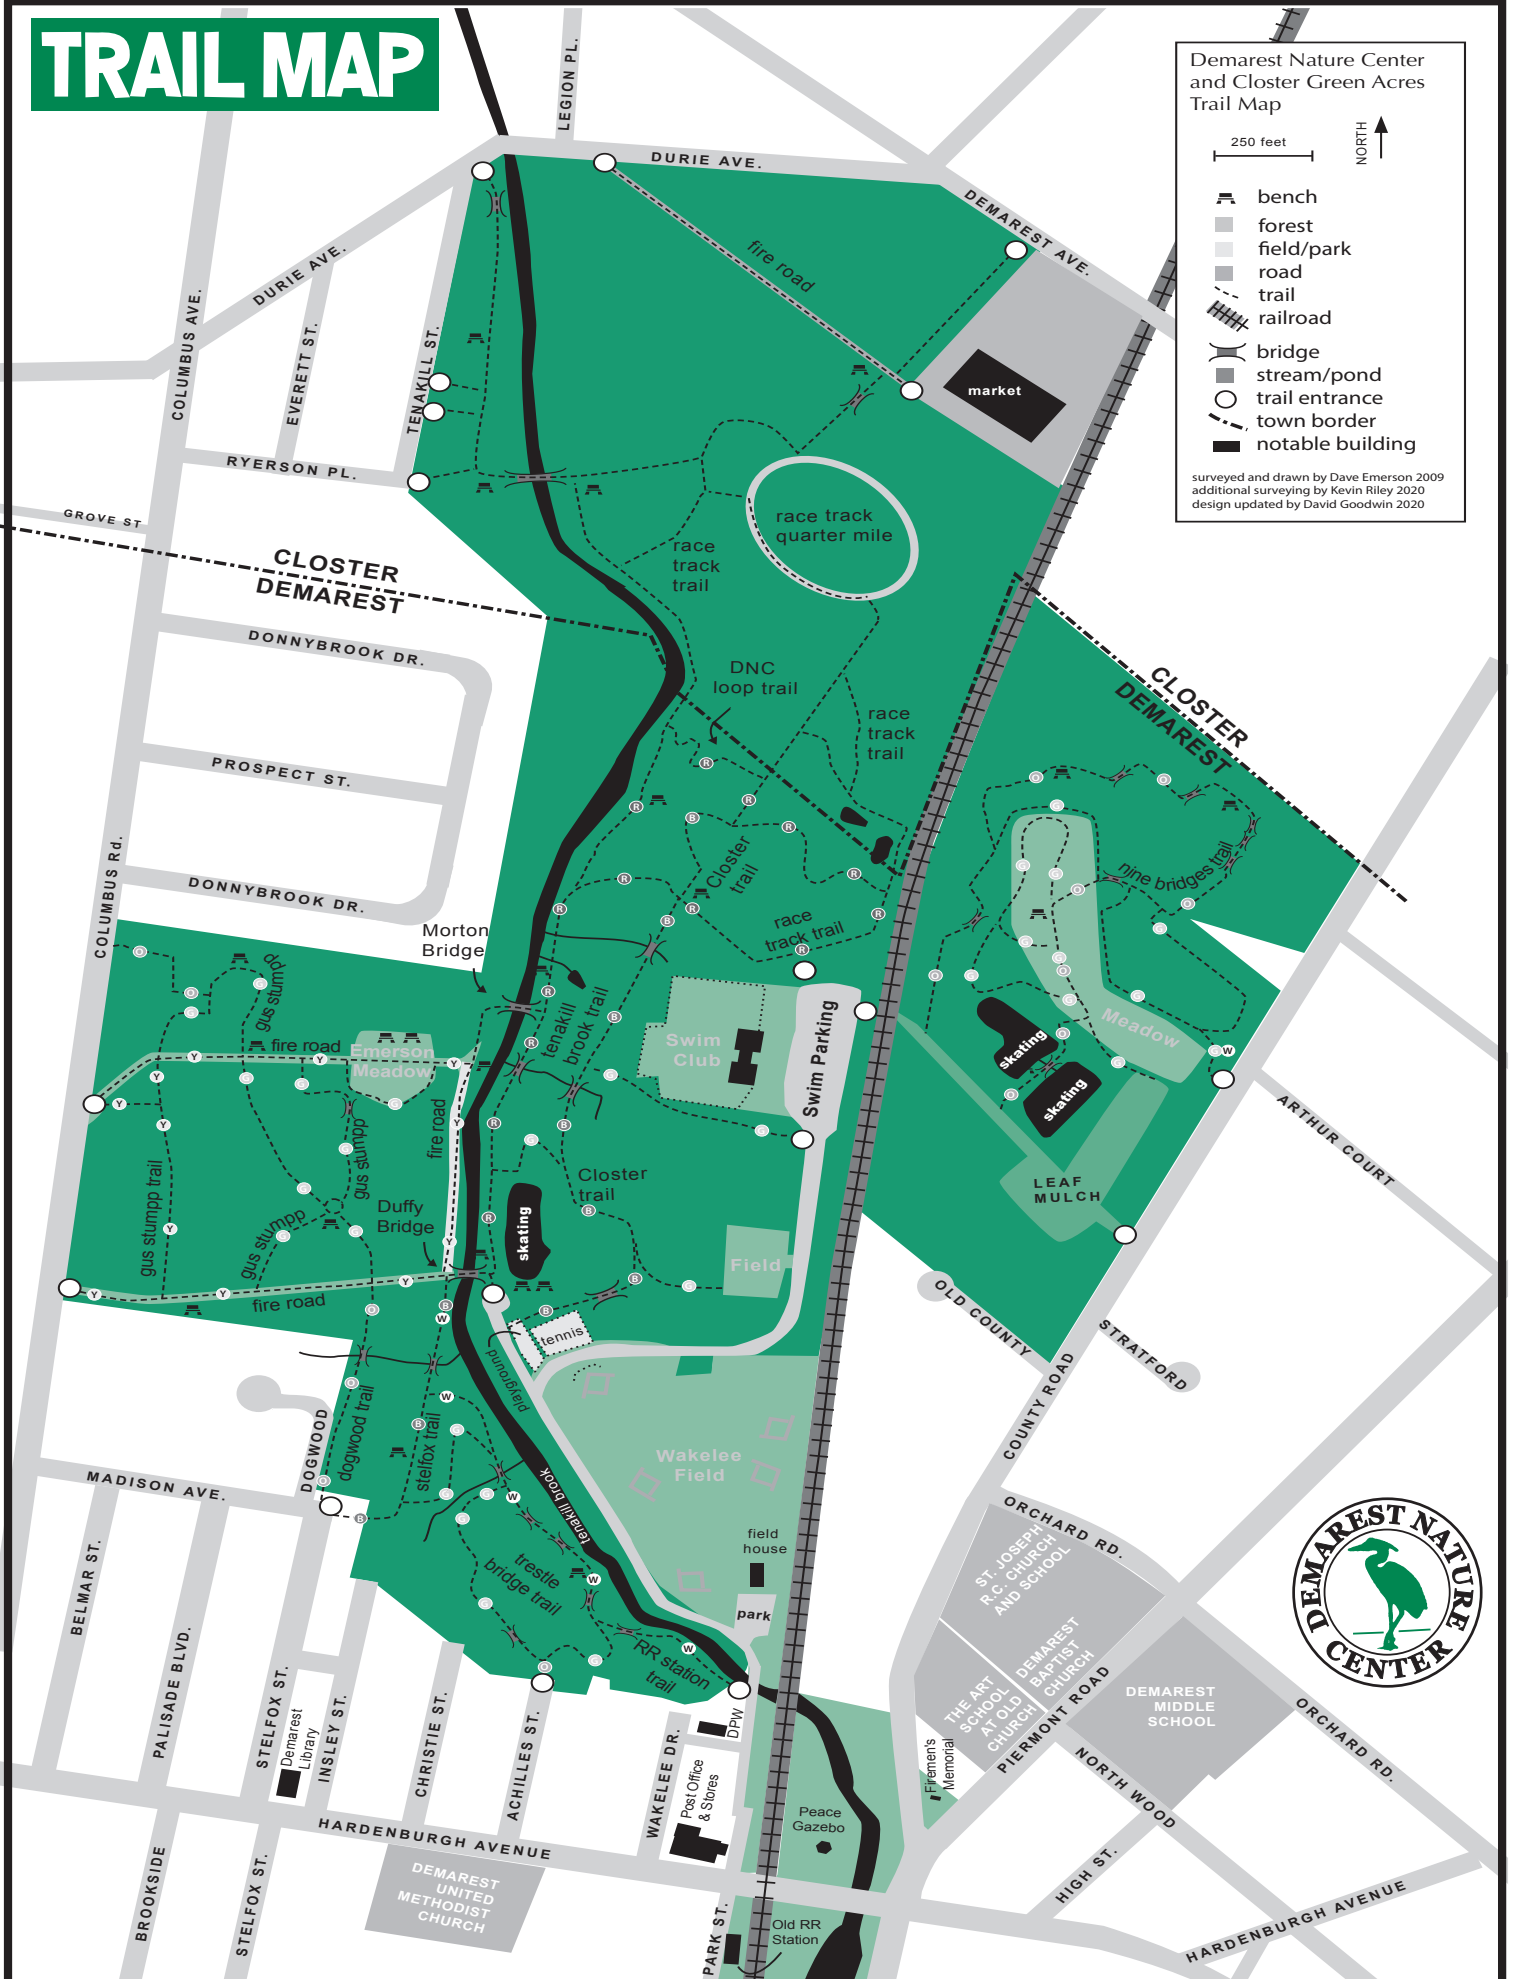 TRAIL MAP
Demarest Nature Center
and Closter Green Acres
Trail Map
250 feet
NORTH
bench
forest
field/park
road
trail
railroad
bridge
stream/pond
trail entrance
town border
notable building
surveyed and drawn by Dave Emerson 2009
additional surveying by Kevin Riley 2020
design updated by David Goodwin 2020
LEGION PL.
DURIE AVE.
DEMAREST AVE.
fire road
market
DURIE AVE.
COLUMBUS AVE.
EVERETT ST.
TENAKILL ST.
RYERSON PL.
GROVE ST
CLOSTER
DEMAREST
race track
quarter mile
race
track
trail
DONNYBROOK DR.
DNC
loop trail
race
track
trail
CLOSTER
DEMAREST
PROSPECT ST.
DONNYBROOK DR.
COLUMBUS Rd.
Closter
trail
nine bridges trail
race
track trail
Morton
Bridge
gus stumpp
tenakill
brook trail
fire road
Emerson
Meadow
Swim
Club
Swim Parking
skating
skating
Meadow
fire road
gus stumpp
gus stumpp trail
gus stumpp
Duffy
Bridge
Closter
trail
skating
Field
LEAF
MULCH
ARTHUR COURT
fire road
tennis
playground
OLD COUNTY
STRATFORD
COUNTY ROAD
DOGWOOD
dogwood trail
stelfox trail
Wakelee
Field
tenakill brook
MADISON AVE.
BELMAR ST.
PALISADE BLVD.
STELFOX ST.
INSLEY ST.
Demarest
Library
CHRISTIE ST.
ACHILLES ST.
trestle
bridge trail
field
house
park
RR station
trail
WAKELEE DR.
DPW
Post Office
& Stores
ORCHARD RD.
ST. JOSEPH
R.C. CHURCH
AND SCHOOL
DEMAREST
BAPTIST
CHURCH
THE ART
SCHOOL
AT OLD
CHURCH
PIERMONT ROAD
DEMAREST
MIDDLE
SCHOOL
ORCHARD RD.
NORTH WOOD
Firemen's
Memorial
Peace
Gazebo
HARDENBURGH AVENUE
HIGH ST.
HARDENBURGH AVENUE
BROOKSIDE
STELFOX ST.
DEMAREST
UNITED
METHODIST
CHURCH
PARK ST.
Old RR
Station
DEMAREST NATURE
CENTER